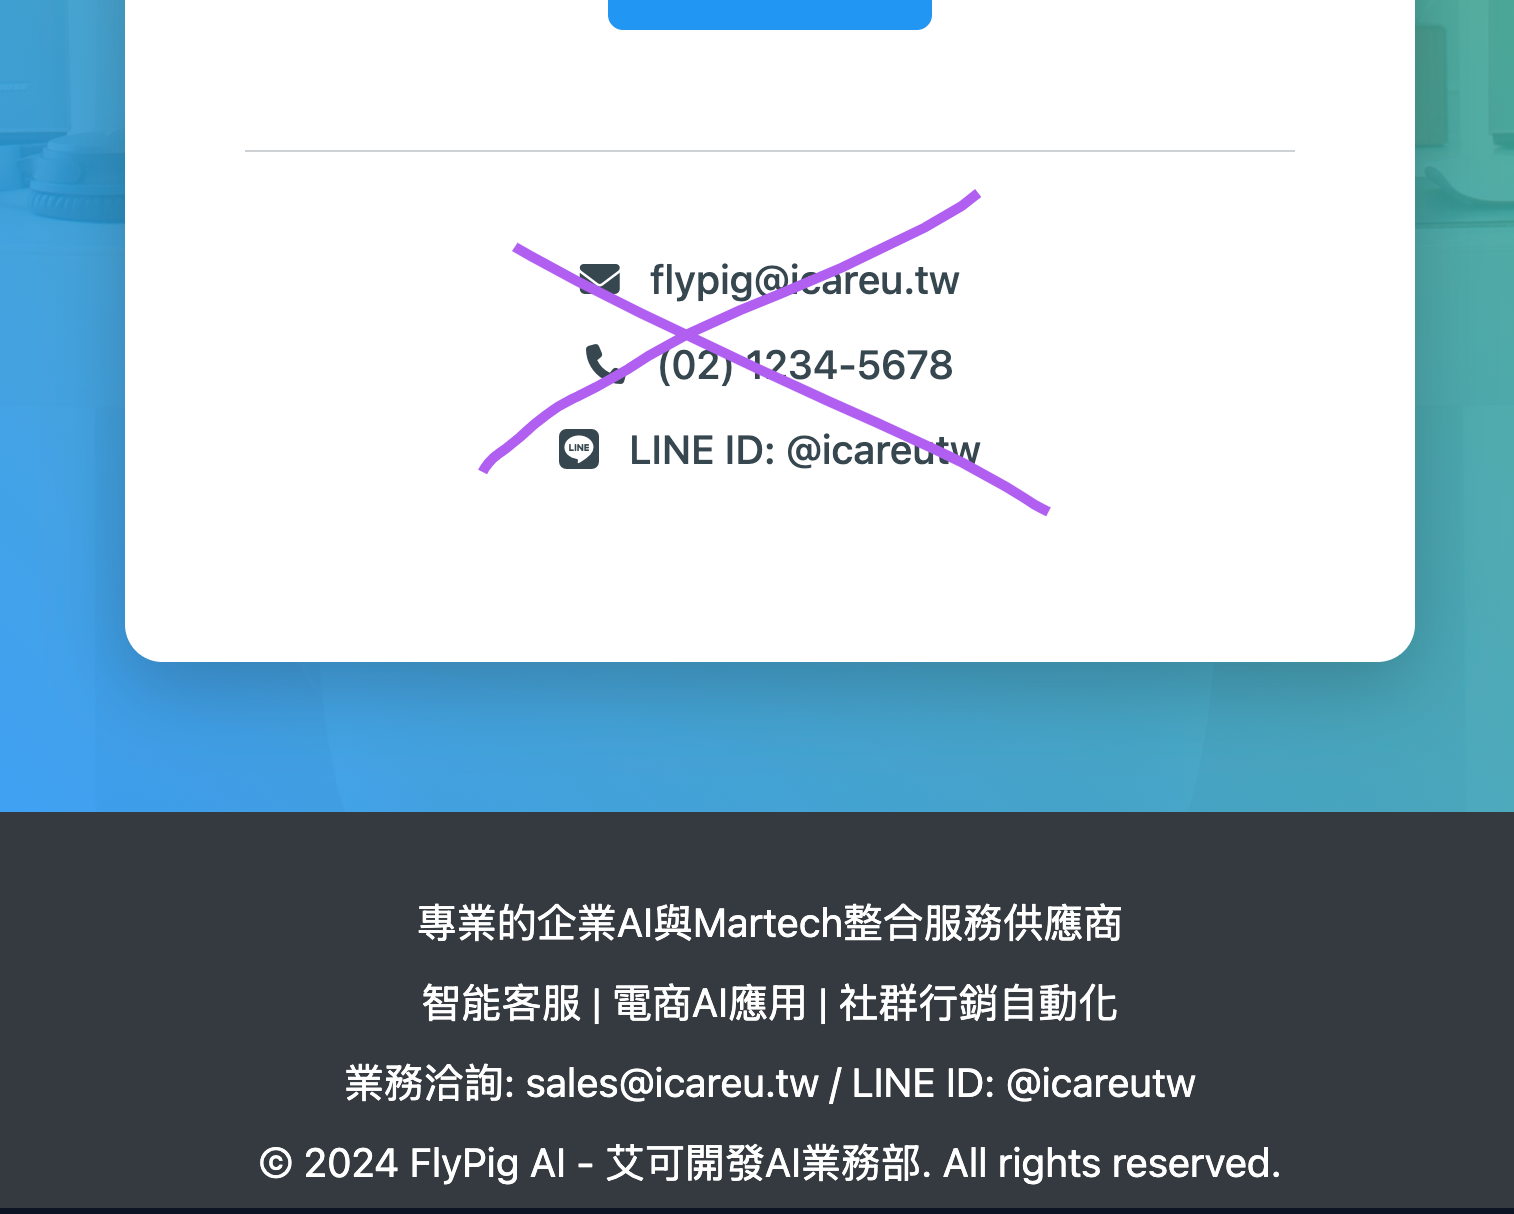 flypig@icareu.tw
(02) 1234-5678
LINE
LINE ID: @icareutw
專業的企業AI與Martech整合服務供應商
智能客服 | 電商AI應用 | 社群行銷自動化
業務洽詢: sales@icareu.tw / LINE ID: @icareutw
© 2024 FlyPig AI - 艾可開發AI業務部. All rights reserved.